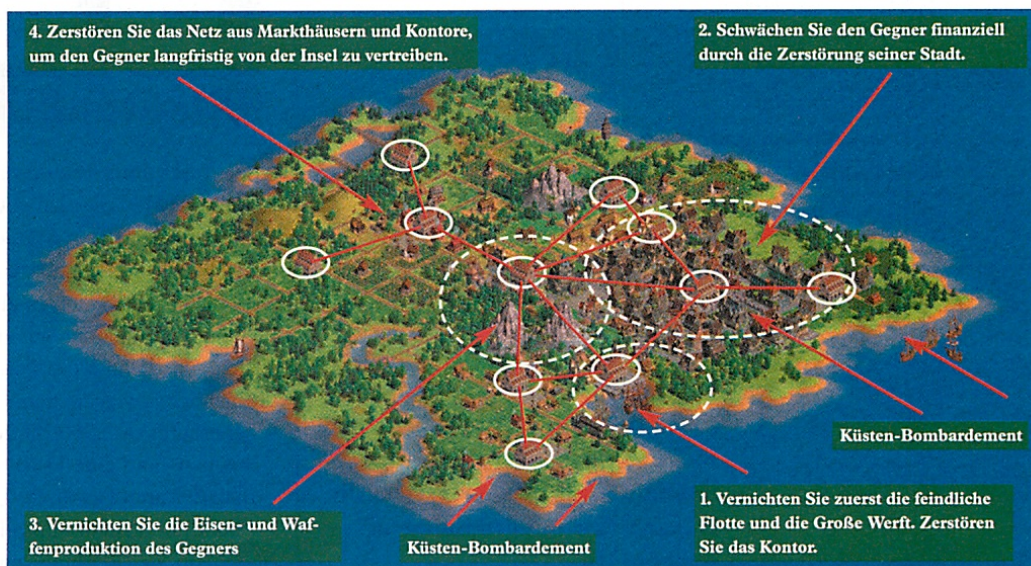 4. Zerstören Sie das Netz aus Markthäusern und Kontore,
um den Gegner langfristig von der Insel zu vertreiben.
2. Schwächen Sie den Gegner finanziell
durch die Zerstörung seiner Stadt.
Küsten-Bombardement
3. Vernichten Sie die Eisen- und Waf-
fenproduktion des Gegners
Küsten-Bombardement
1. Vernichten Sie zuerst die feindliche
Flotte und die Große Werft. Zerstören
Sie das Kontor.